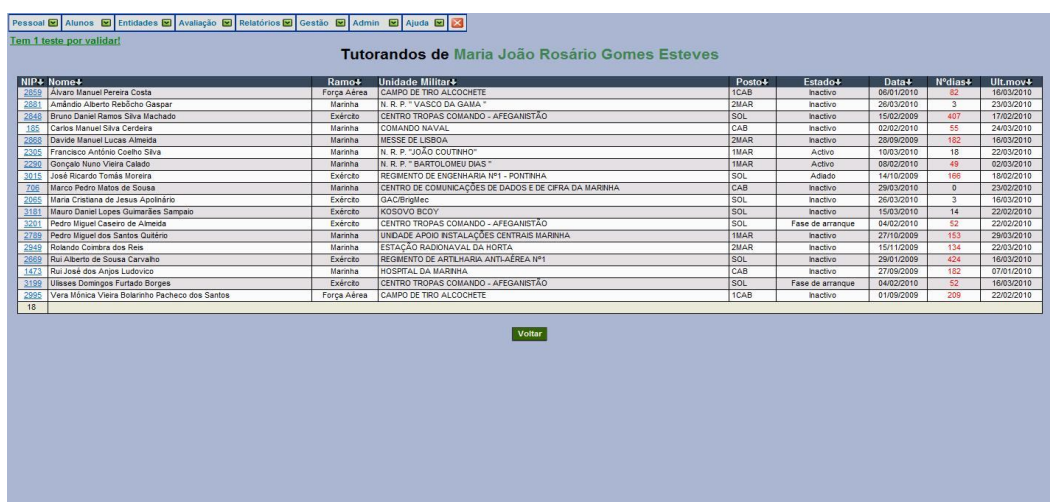 Pessoal Alunos Entidades Avaliação Relatórios Gestão Admin Ajuda
Tem 1 teste por validar!
Tutorandos de Maria João Rosário Gomes Esteves
NIP Nome Ramo Unidade Militar Posto Estado Data Nºdias Ult.mov
2859 Álvaro Manuel Pereira Costa Força Aérea CAMPO DE TIRO ALCOCHETE 1CAB Inactivo 06/01/2010 82 16/03/2010
2881 Amândio Alberto Rebôcho Gaspar Marinha N. R. P. " VASCO DA GAMA " 2MAR Inactivo 26/03/2010 3 23/03/2010
2848 Bruno Daniel Ramos Silva Machado Exército CENTRO TROPAS COMANDO - AFEGANISTÃO SOL Inactivo 15/02/2009 407 17/02/2010
185 Carlos Manuel Silva Cerdeira Marinha COMANDO NAVAL CAB Inactivo 02/02/2010 55 24/03/2010
2868 Davide Manuel Lucas Almeida Marinha MESSE DE LISBOA 2MAR Inactivo 28/09/2009 182 16/03/2010
2305 Francisco António Coelho Silva Marinha N. R. P. "JOÃO COUTINHO" 1MAR Activo 10/03/2010 18 22/03/2010
2290 Gonçalo Nuno Vieira Calado Marinha N. R. P. " BARTOLOMEU DIAS " 1MAR Activo 08/02/2010 49 02/03/2010
3015 José Ricardo Tomás Moreira Exército REGIMENTO DE ENGENHARIA Nº1 - PONTINHA SOL Adiado 14/10/2009 166 18/02/2010
706 Marco Pedro Matos de Sousa Marinha CENTRO DE COMUNICAÇÕES DE DADOS E DE CIFRA DA MARINHA CAB Inactivo 29/03/2010 0 23/02/2010
2065 Maria Cristiana de Jesus Apolinário Exército GAC/BrigMec SOL Inactivo 26/03/2010 3 16/03/2010
3181 Mauro Daniel Lopes Guimarães Sampaio Exército KOSOVO BCOY SOL Inactivo 15/03/2010 14 22/02/2010
3201 Pedro Miguel Caseiro de Almeida Exército CENTRO TROPAS COMANDO - AFEGANISTÃO SOL Fase de arranque 04/02/2010 52 22/02/2010
2789 Pedro Miguel dos Santos Quitério Marinha UNIDADE APOIO INSTALAÇÕES CENTRAIS MARINHA 1MAR Inactivo 27/10/2009 153 29/03/2010
2949 Rolando Coimbra dos Reis Marinha ESTAÇÃO RADIONAVAL DA HORTA 2MAR Inactivo 15/11/2009 134 22/03/2010
2669 Rui Alberto de Sousa Carvalho Exército REGIMENTO DE ARTILHARIA ANTI-AÉREA Nº1 SOL Inactivo 29/01/2009 424 16/03/2010
1473 Rui José dos Anjos Ludovico Marinha HOSPITAL DA MARINHA CAB Inactivo 27/09/2009 182 07/01/2010
3199 Ulisses Domingos Furtado Borges Exército CENTRO TROPAS COMANDO - AFEGANISTÃO SOL Fase de arranque 04/02/2010 52 16/03/2010
2995 Vera Mónica Vieira Bolarinho Pacheco dos Santos Força Aérea CAMPO DE TIRO ALCOCHETE 1CAB Inactivo 01/09/2009 209 22/02/2010
18
Voltar